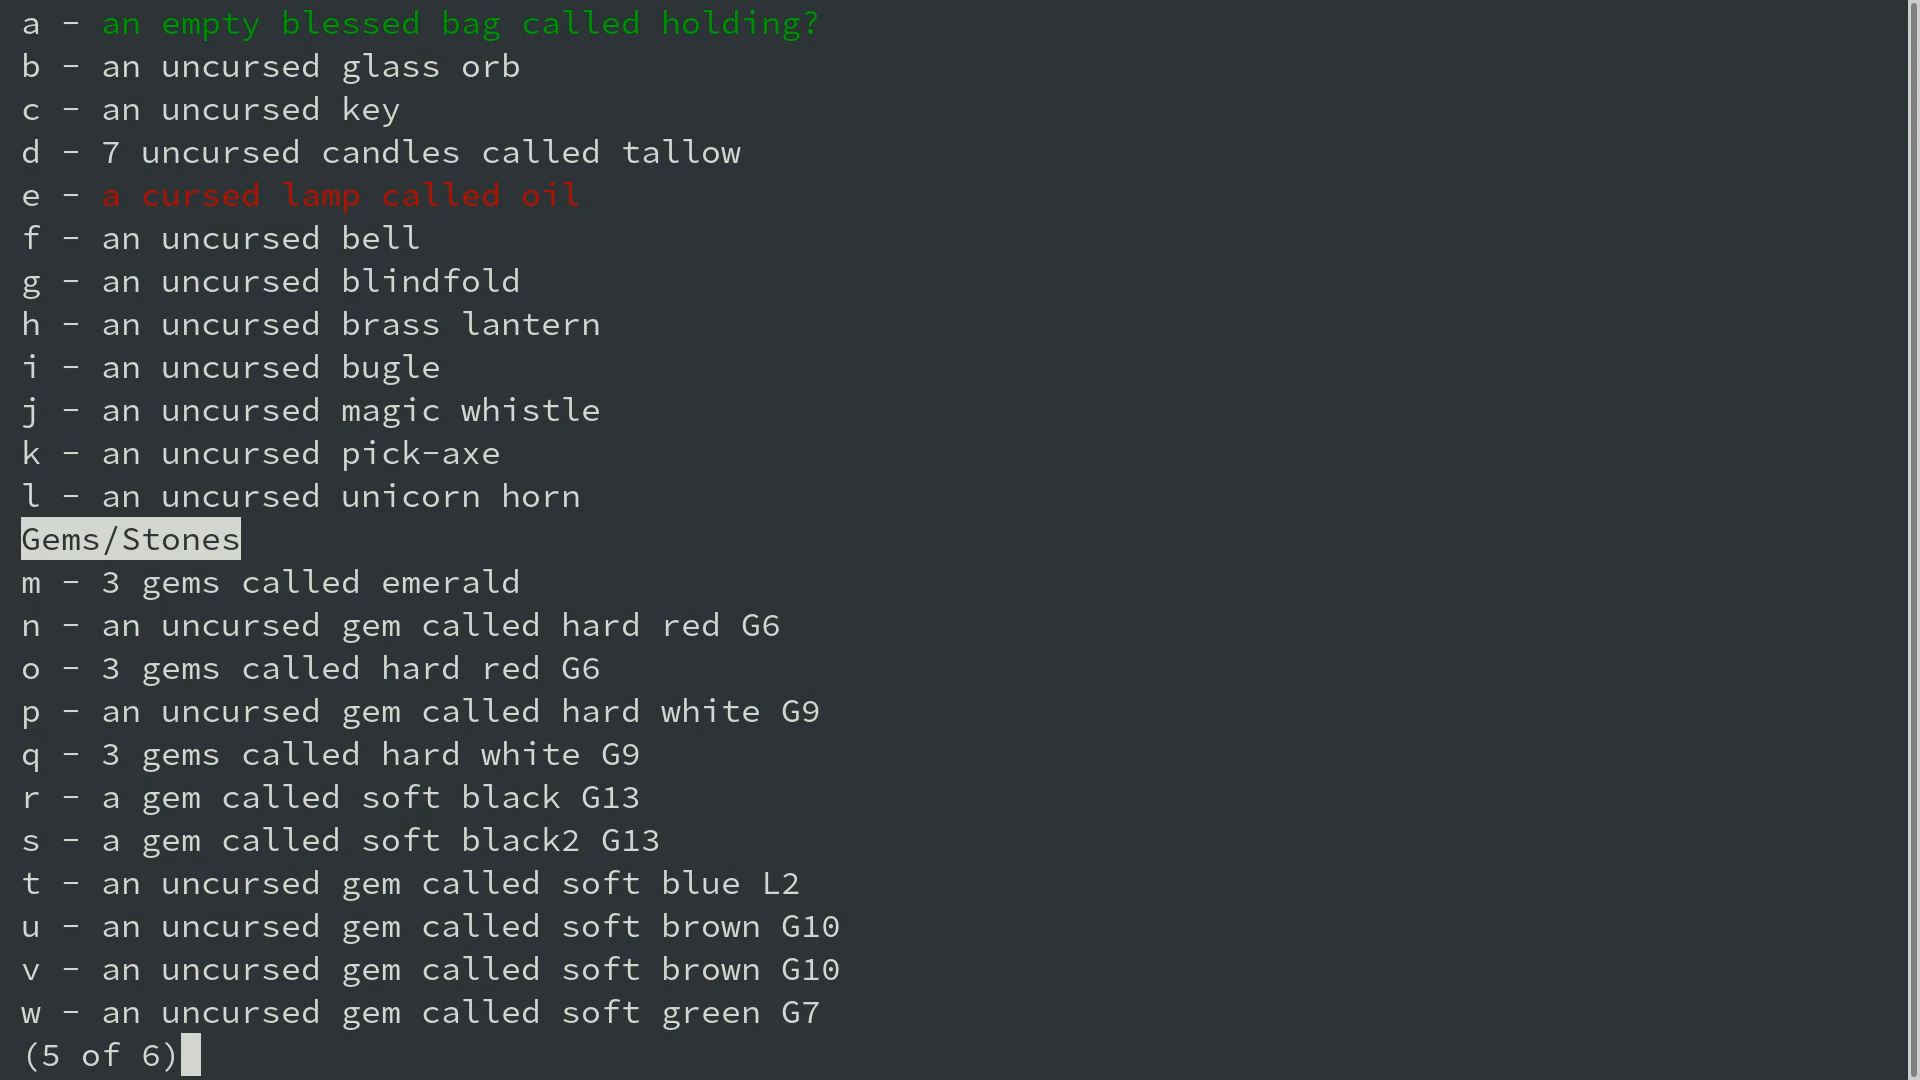 a - an empty blessed bag called holding?
b - an uncursed glass orb
c - an uncursed key
d - 7 uncursed candles called tallow
e - a cursed lamp called oil
f - an uncursed bell
g - an uncursed blindfold
h - an uncursed brass lantern
i - an uncursed bugle
j - an uncursed magic whistle
k - an uncursed pick-axe
l - an uncursed unicorn horn
Gems/Stones
m - 3 gems called emerald
n - an uncursed gem called hard red G6
o - 3 gems called hard red G6
p - an uncursed gem called hard white G9
q - 3 gems called hard white G9
r - a gem called soft black G13
s - a gem called soft black2 G13
t - an uncursed gem called soft blue L2
u - an uncursed gem called soft brown G10
v - an uncursed gem called soft brown G10
w - an uncursed gem called soft green G7
(5 of 6)